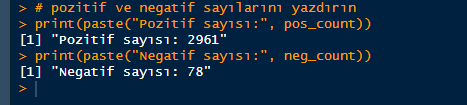 > # pozitif ve negatif sayılarını yazdırın
> print(paste("Pozitif sayısı:", pos_count))
[1] "Pozitif sayısı: 2961"
> print(paste("Negatif sayısı:", neg_count))
[1] "Negatif sayısı: 78"
>